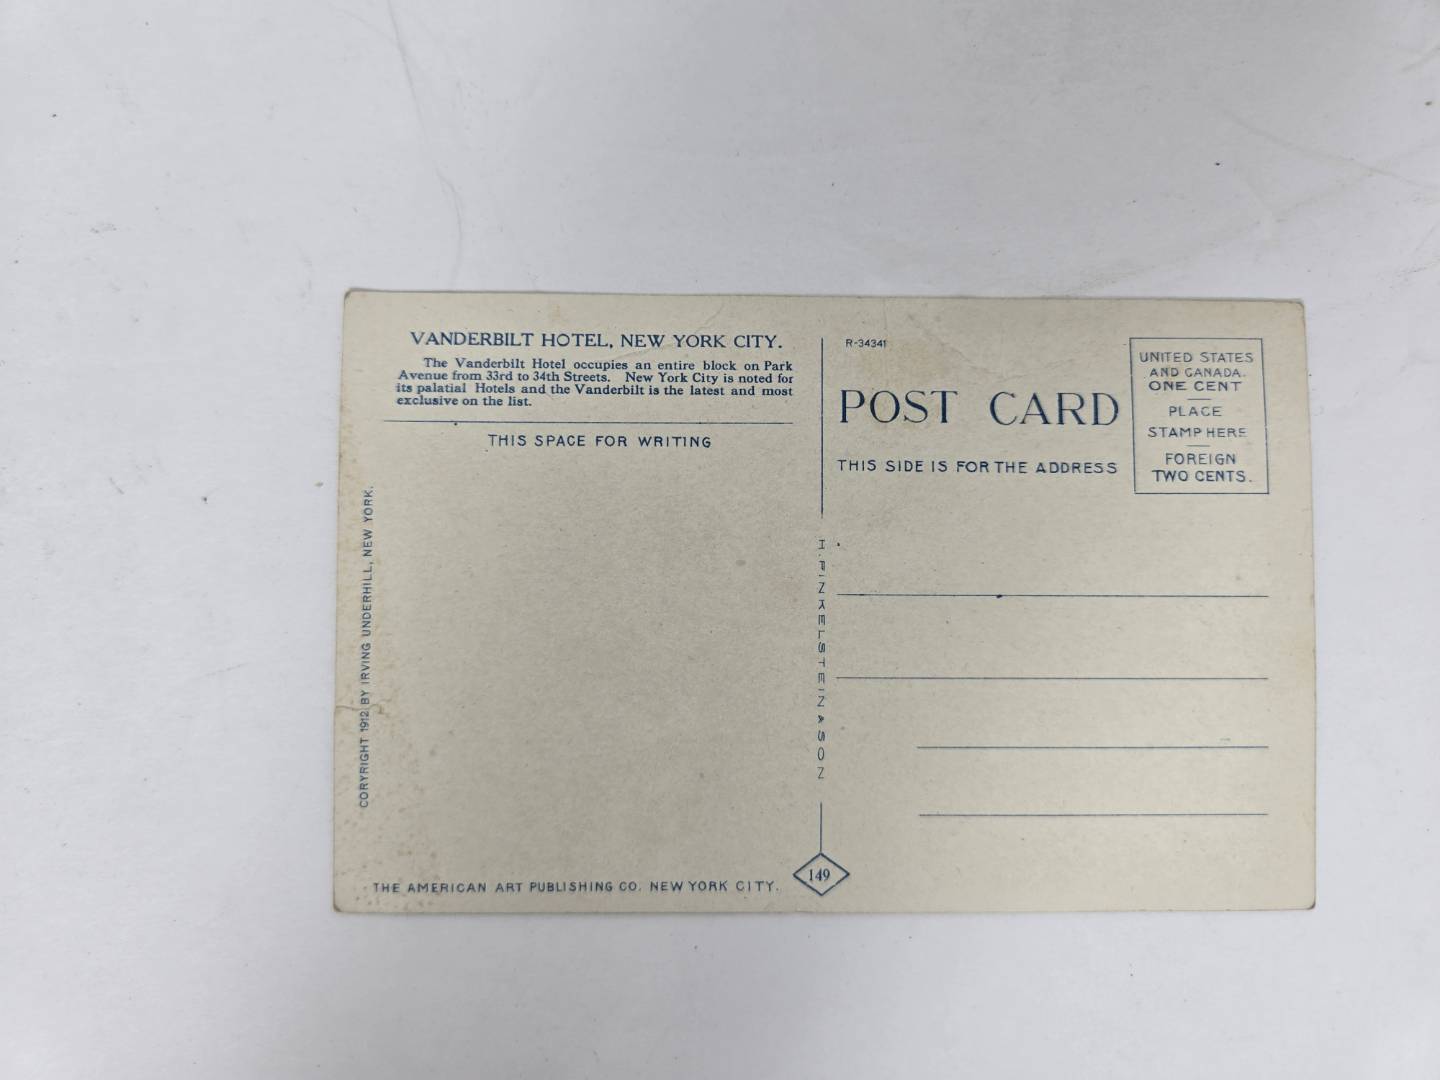 VANDERBILT HOTEL, NEW YORK CITY.
The Vanderbilt Hotel occupies an entire block on Park
Avenue from 33rd to 34th Streets. New York City is noted for
its palatial Hotels and the Vanderbilt is the latest and most
exclusive on the list.
THIS SPACE FOR WRITING
COPYRIGHT 1912 BY IRVING UNDERHILL, NEW YORK.
THE AMERICAN ART PUBLISHING CO. NEW YORK CITY.
H. FINKELSTEIN & SON
149
R-34341
POST CARD
THIS SIDE IS FOR THE ADDRESS
UNITED STATES
AND CANADA.
ONE CENT
PLACE
STAMP HERE
FOREIGN
TWO CENTS.